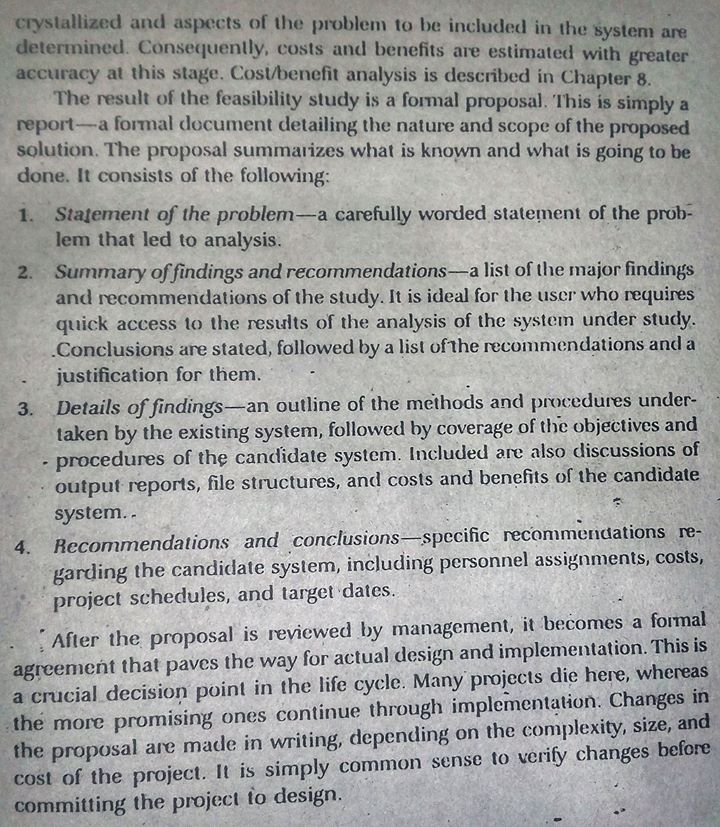 crystallized and aspects of the problem to be included in the system are
determined. Consequently, costs and benefits are estimated with greater
accuracy at this stage. Cost/benefit analysis is described in Chapter 8.
The result of the feasibility study is a formal proposal. This is simply a
report—a formal document detailing the nature and scope of the proposed
solution. The proposal summarizes what is known and what is going to be
done. It consists of the following:
1. Statement of the problem—a carefully worded statement of the prob-
lem that led to analysis.
2. Summary of findings and recommendations—a list of the major findings
and recommendations of the study. It is ideal for the user who requires
quick access to the results of the analysis of the system under study.
Conclusions are stated, followed by a list of the recommendations and a
justification for them.
3. Details of findings—an outline of the methods and procedures under-
taken by the existing system, followed by coverage of the objectives and
procedures of the candidate system. Included are also discussions of
output reports, file structures, and costs and benefits of the candidate
system.
4. Recommendations and conclusions—specific recommendations re-
garding the candidate system, including personnel assignments, costs,
project schedules, and target dates.
After the proposal is reviewed by management, it becomes a formal
agreement that paves the way for actual design and implementation. This is
a crucial decision point in the life cycle. Many projects die here, whereas
the more promising ones continue through implementation. Changes in
the proposal are made in writing, depending on the complexity, size, and
cost of the project. It is simply common sense to verify changes before
committing the project to design.